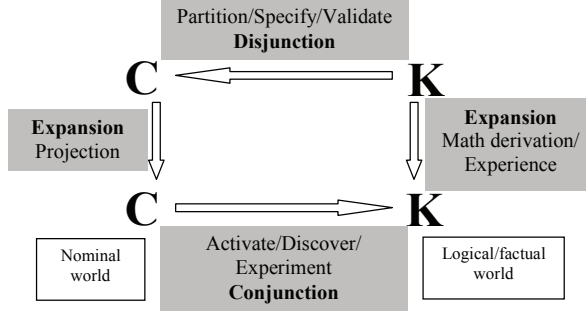 Partition/Specify/Validate
Disjunction
C
K
Expansion
Projection
Expansion
Math derivation/
Experience
C
K
Nominal
world
Activate/Discover/
Experiment
Conjunction
Logical/factual
world